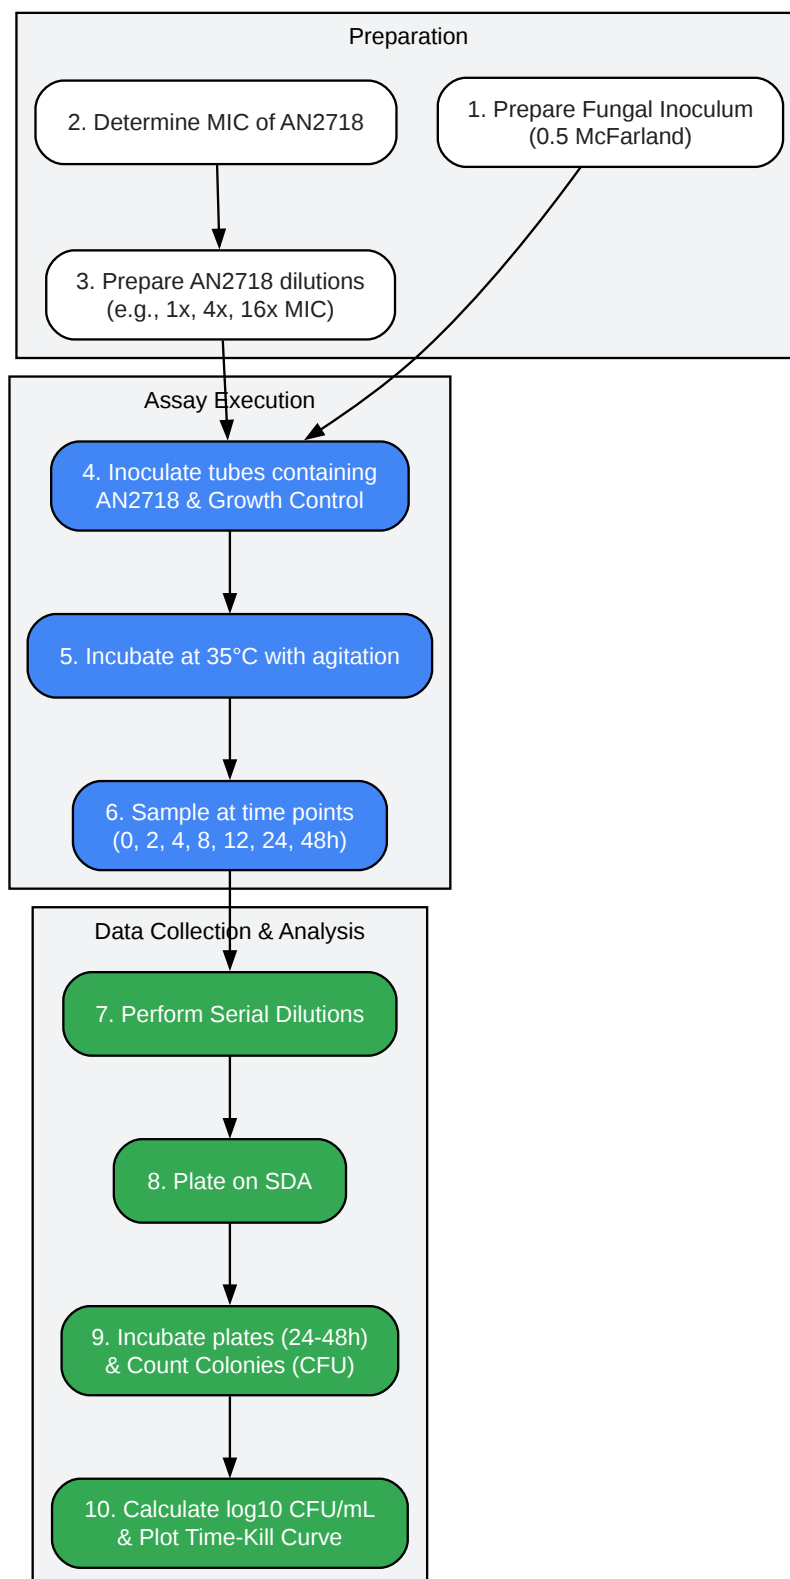 Preparation
2. Determine MIC of AN2718
1. Prepare Fungal Inoculum
(0.5 McFarland)
3. Prepare AN2718 dilutions
(e.g., 1x, 4x, 16x MIC)
Assay Execution
4. Inoculate tubes containing
AN2718 & Growth Control
5. Incubate at 35°C with agitation
6. Sample at time points
(0, 2, 4, 8, 12, 24, 48h)
Data Collection & Analysis
7. Perform Serial Dilutions
8. Plate on SDA
9. Incubate plates (24-48h)
& Count Colonies (CFU)
10. Calculate log10 CFU/mL
& Plot Time-Kill Curve